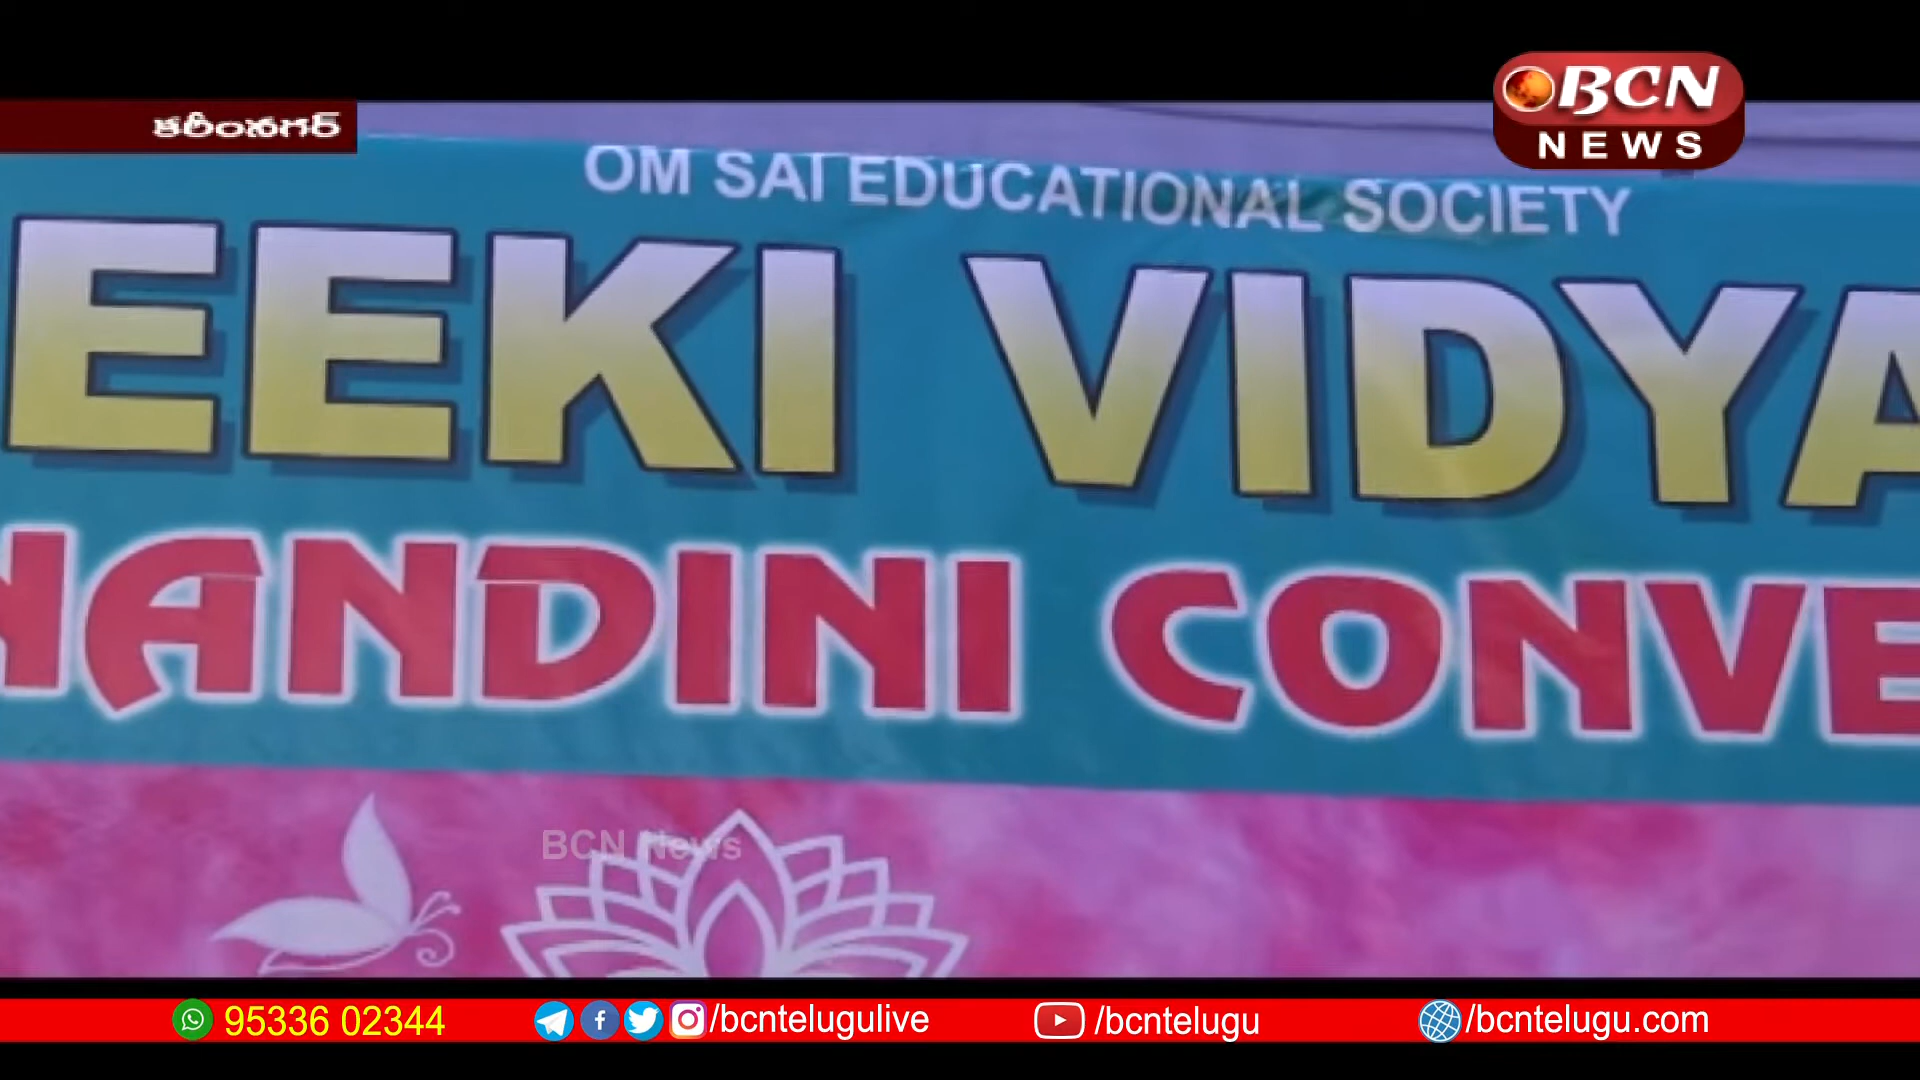 కరీంనగర్
BCN
NEWS
OM SAI EDUCATIONAL SOCIETY
EEKI VIDYA
HANDINI CONVE
BCN News
95336 02344
/bcntelugulive
/bcntelugu
/bcntelugu.com